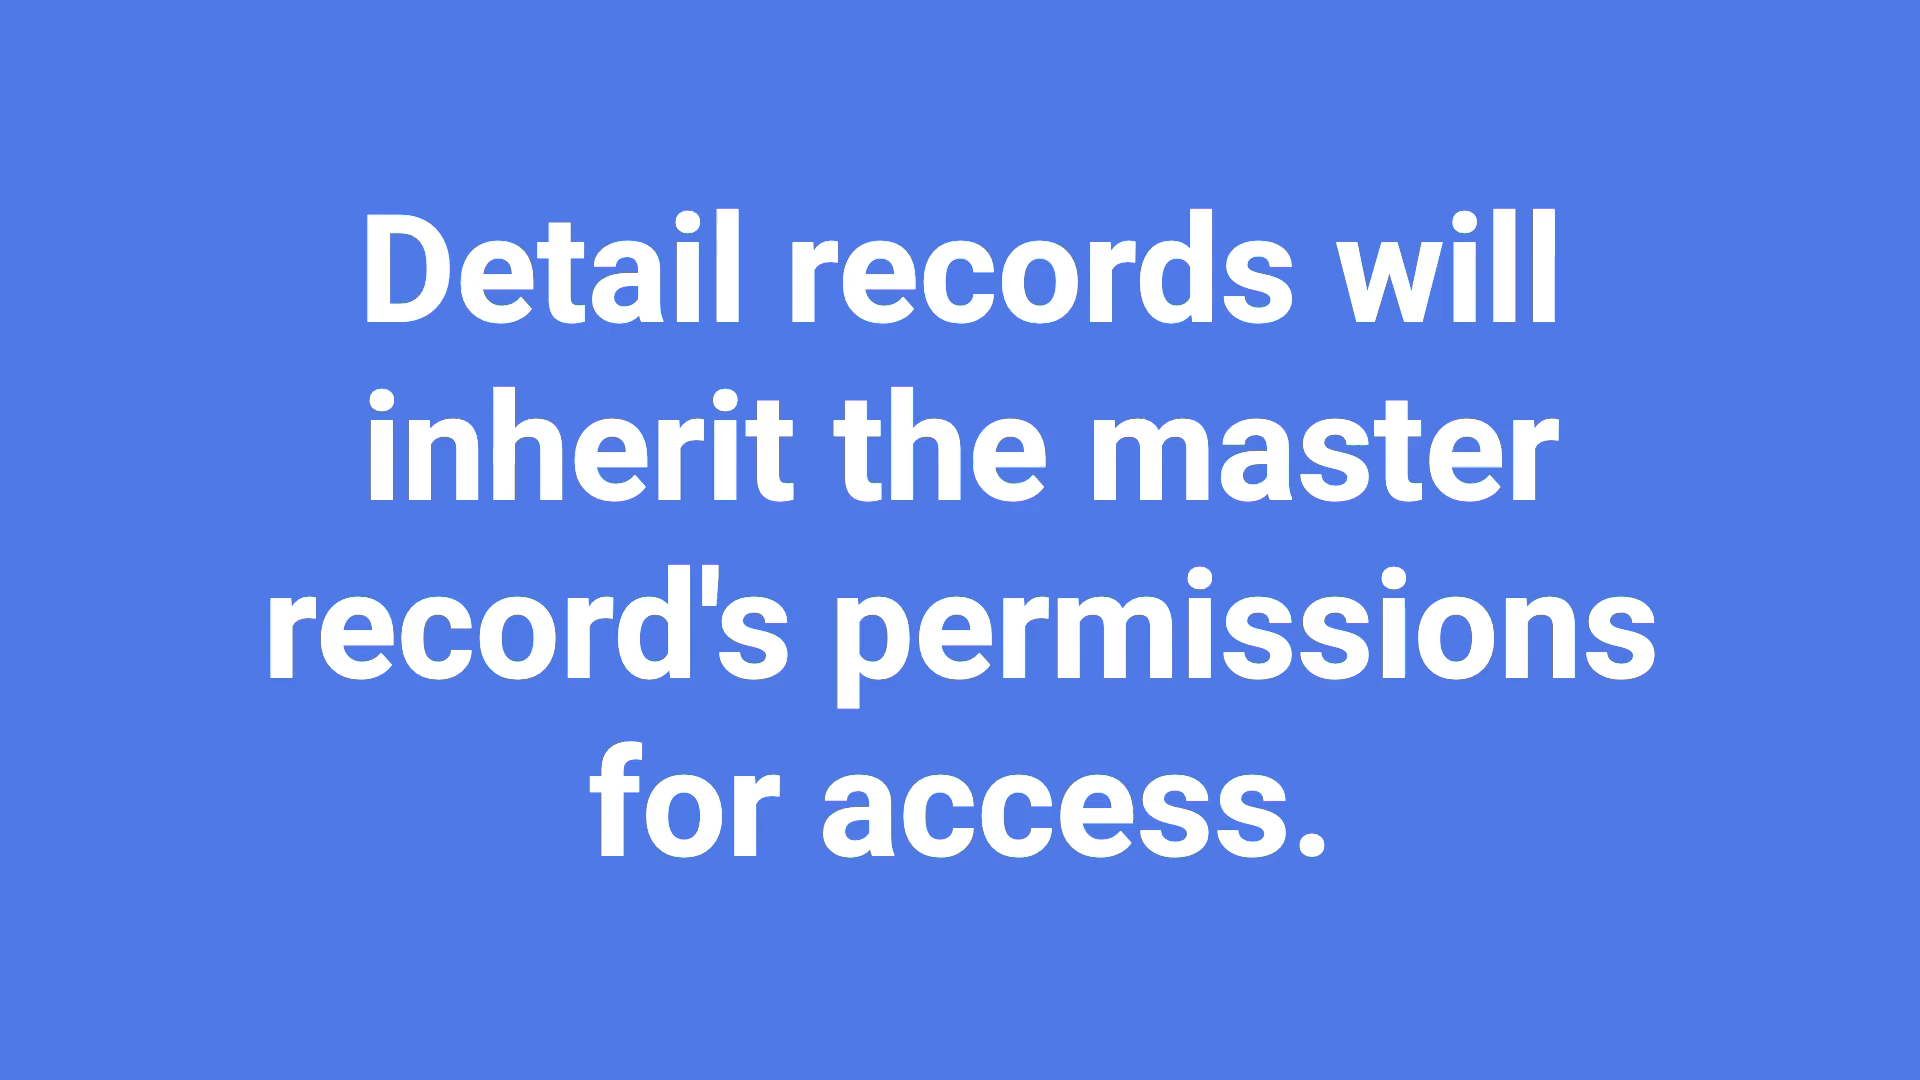 Detail records will
inherit the master
record's permissions
for access.